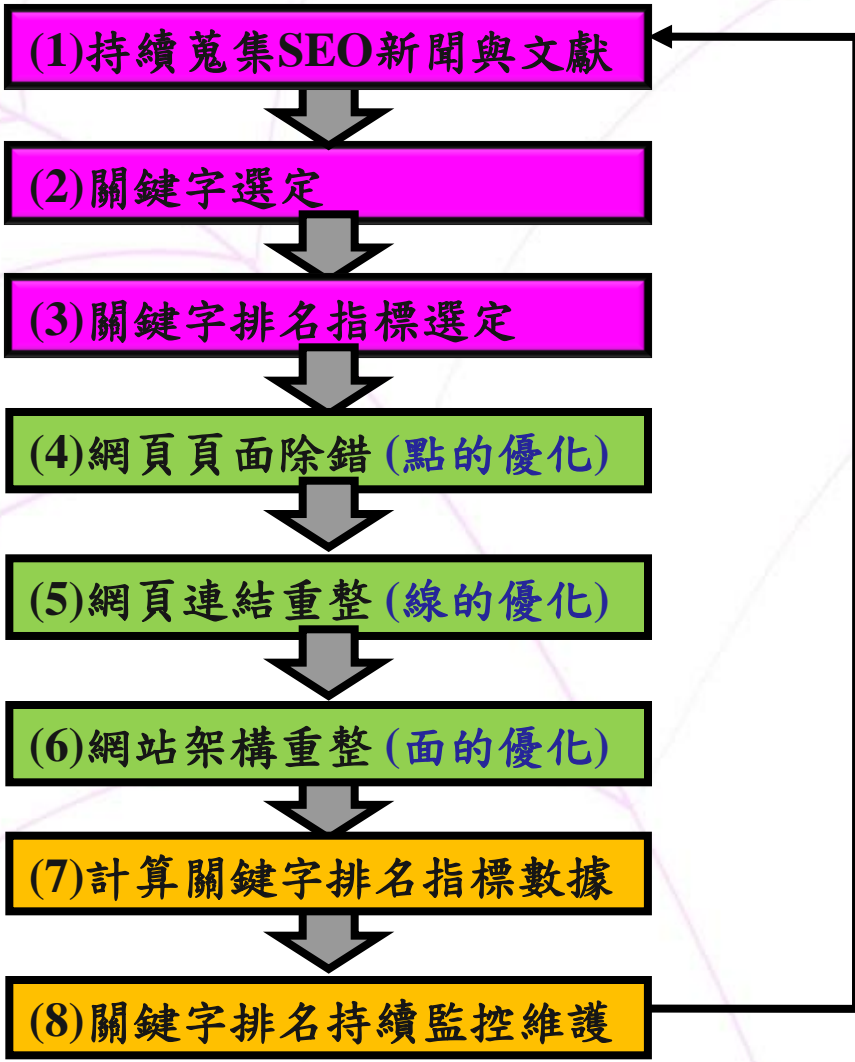 (1)持續蒐集SEO新聞與文獻
(2)關鍵字選定
(3)關鍵字排名指標選定
(4)網頁頁面除錯(點的優化)
(5)網頁連結重整(線的優化)
(6)網站架構重整(面的優化)
(7)計算關鍵字排名指標數據
(8)關鍵字排名持續監控維護